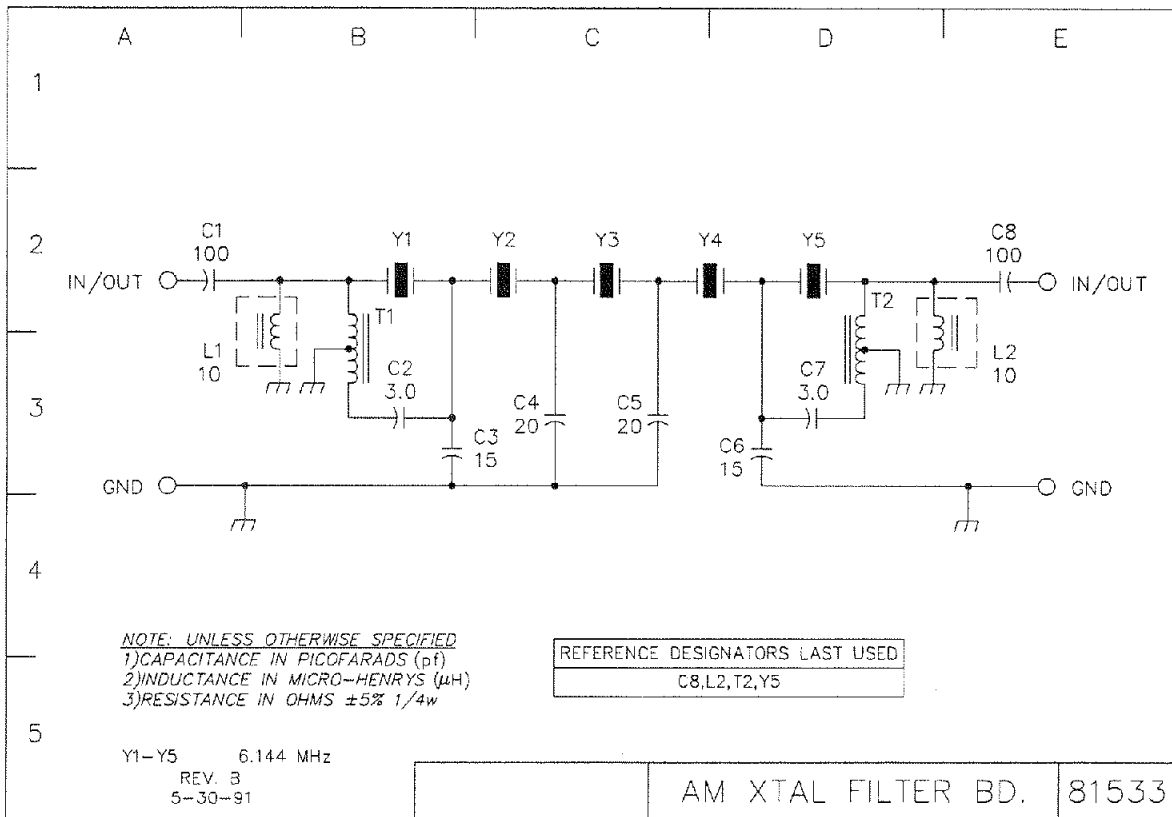 A B C D E
1
2
3
4
5
C1
100
Y1 Y2 Y3 Y4 Y5
C8
100
IN/OUT
IN/OUT
T1
T2
L1
10
C2
3.0
C7
3.0
L2
10
C4
20
C5
20
C3
15
C6
15
GND
GND
NOTE: UNLESS OTHERWISE SPECIFIED
1)CAPACITANCE IN PICOFARADS (pf)
2)INDUCTANCE IN MICRO-HENRYS (µH)
3)RESISTANCE IN OHMS ±5% 1/4w
REFERENCE DESIGNATORS LAST USED
C8,L2,T2,Y5
Y1-Y5 6.144 MHz
REV. B
5-30-91
AM XTAL FILTER BD. 81533